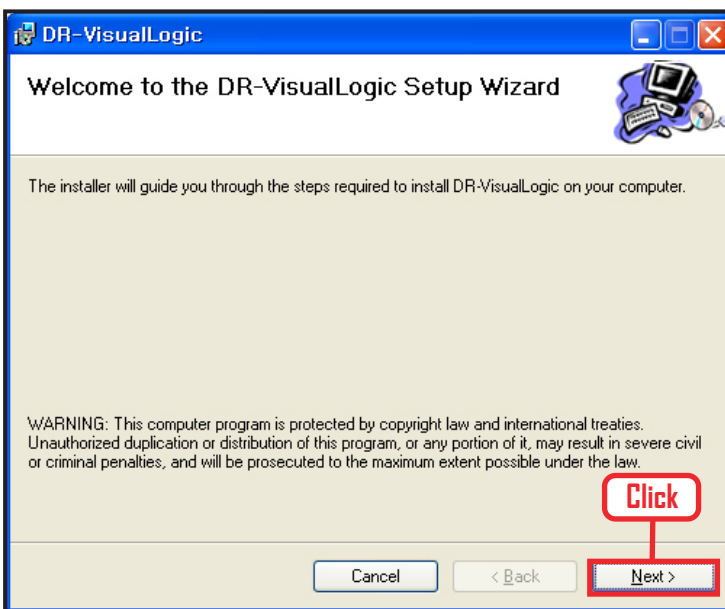 DR-VisualLogic
Welcome to the DR-VisualLogic Setup Wizard
The installer will guide you through the steps required to install DR-VisualLogic on your computer.
WARNING: This computer program is protected by copyright law and international treaties.
Unauthorized duplication or distribution of this program, or any portion of it, may result in severe civil
or criminal penalties, and will be prosecuted to the maximum extent possible under the law.
Click
Cancel
< Back
Next >